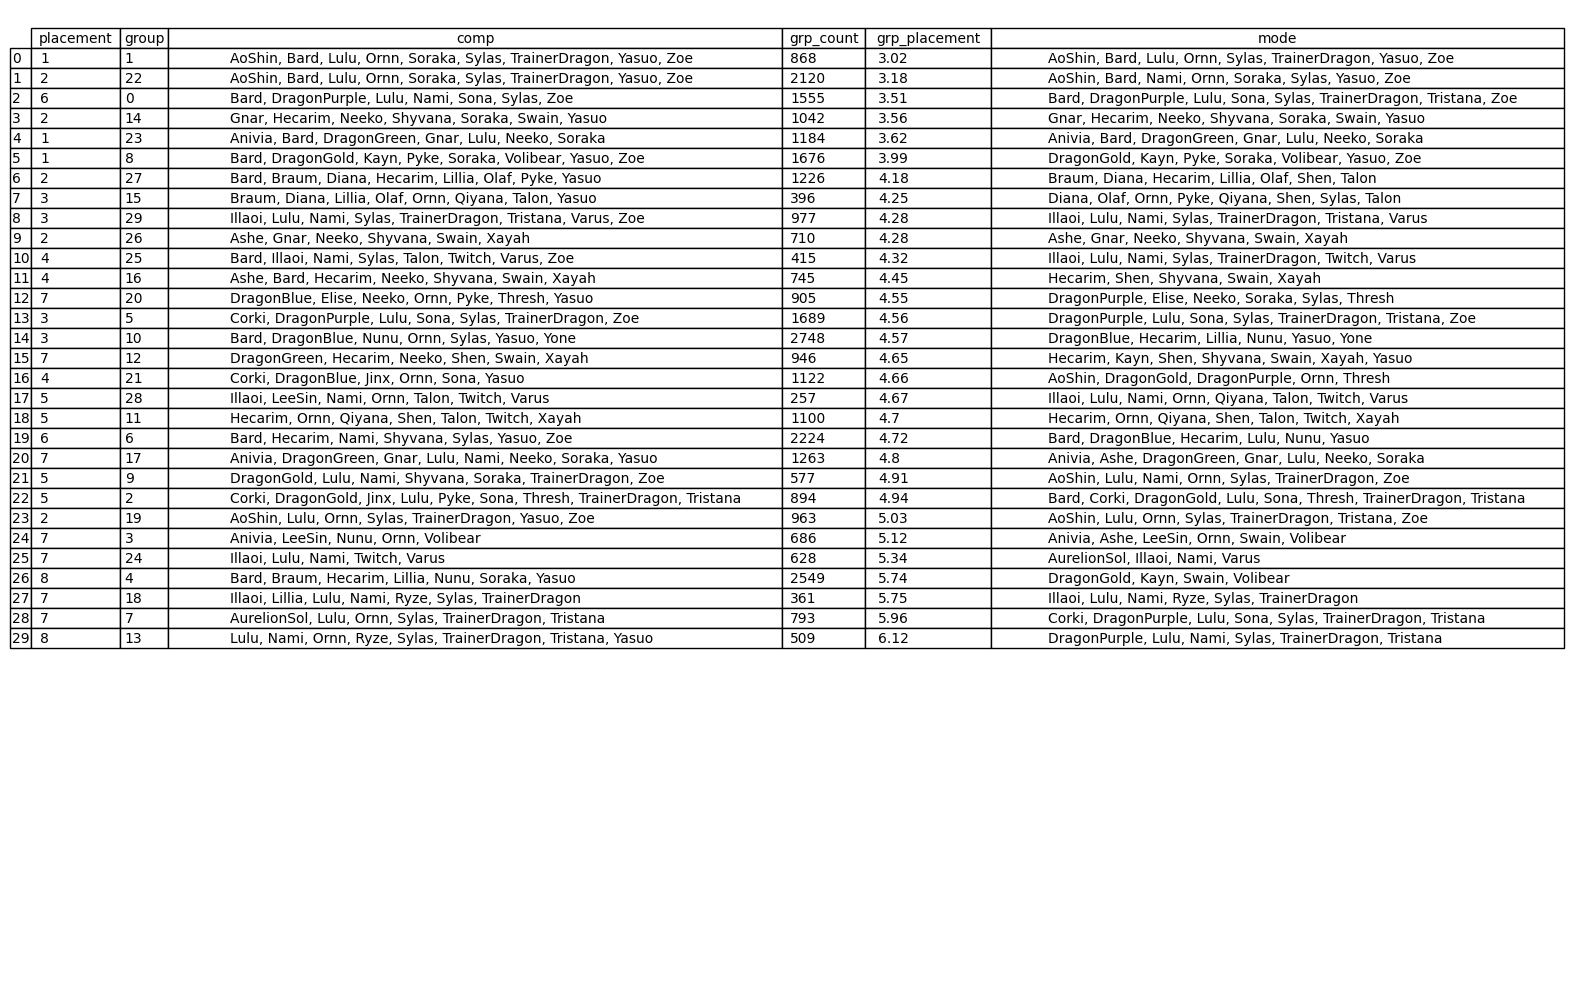 placement group comp grp_count grp_placement mode
0 1 1 AoShin, Bard, Lulu, Ornn, Soraka, Sylas, TrainerDragon, Yasuo, Zoe 868 3.02 AoShin, Bard, Lulu, Ornn, Sylas, TrainerDragon, Yasuo, Zoe
1 2 22 AoShin, Bard, Lulu, Ornn, Soraka, Sylas, TrainerDragon, Yasuo, Zoe 2120 3.18 AoShin, Bard, Nami, Ornn, Soraka, Sylas, Yasuo, Zoe
2 6 0 Bard, DragonPurple, Lulu, Nami, Sona, Sylas, Zoe 1555 3.51 Bard, DragonPurple, Lulu, Sona, Sylas, TrainerDragon, Tristana, Zoe
3 2 14 Gnar, Hecarim, Neeko, Shyvana, Soraka, Swain, Yasuo 1042 3.56 Gnar, Hecarim, Neeko, Shyvana, Soraka, Swain, Yasuo
4 1 23 Anivia, Bard, DragonGreen, Gnar, Lulu, Neeko, Soraka 1184 3.62 Anivia, Bard, DragonGreen, Gnar, Lulu, Neeko, Soraka
5 1 8 Bard, DragonGold, Kayn, Pyke, Soraka, Volibear, Yasuo, Zoe 1676 3.99 DragonGold, Kayn, Pyke, Soraka, Volibear, Yasuo, Zoe
6 2 27 Bard, Braum, Diana, Hecarim, Lillia, Olaf, Pyke, Yasuo 1226 4.18 Braum, Diana, Hecarim, Lillia, Olaf, Shen, Talon
7 3 15 Braum, Diana, Lillia, Olaf, Ornn, Qiyana, Talon, Yasuo 396 4.25 Diana, Olaf, Ornn, Pyke, Qiyana, Shen, Sylas, Talon
8 3 29 Illaoi, Lulu, Nami, Sylas, TrainerDragon, Tristana, Varus, Zoe 977 4.28 Illaoi, Lulu, Nami, Sylas, TrainerDragon, Tristana, Varus
9 2 26 Ashe, Gnar, Neeko, Shyvana, Swain, Xayah 710 4.28 Ashe, Gnar, Neeko, Shyvana, Swain, Xayah
10 4 25 Bard, Illaoi, Nami, Sylas, Talon, Twitch, Varus, Zoe 415 4.32 Illaoi, Lulu, Nami, Sylas, TrainerDragon, Twitch, Varus
11 4 16 Ashe, Bard, Hecarim, Neeko, Shyvana, Swain, Xayah 745 4.45 Hecarim, Shen, Shyvana, Swain, Xayah
12 7 20 DragonBlue, Elise, Neeko, Ornn, Pyke, Thresh, Yasuo 905 4.55 DragonPurple, Elise, Neeko, Soraka, Sylas, Thresh
13 3 5 Corki, DragonPurple, Lulu, Sona, Sylas, TrainerDragon, Zoe 1689 4.56 DragonPurple, Lulu, Sona, Sylas, TrainerDragon, Tristana, Zoe
14 3 10 Bard, DragonBlue, Nunu, Ornn, Sylas, Yasuo, Yone 2748 4.57 DragonBlue, Hecarim, Lillia, Nunu, Yasuo, Yone
15 7 12 DragonGreen, Hecarim, Neeko, Shen, Swain, Xayah 946 4.65 Hecarim, Kayn, Shen, Shyvana, Swain, Xayah, Yasuo
16 4 21 Corki, DragonBlue, Jinx, Ornn, Sona, Yasuo 1122 4.66 AoShin, DragonGold, DragonPurple, Ornn, Thresh
17 5 28 Illaoi, LeeSin, Nami, Ornn, Talon, Twitch, Varus 257 4.67 Illaoi, Lulu, Nami, Ornn, Qiyana, Talon, Twitch, Varus
18 5 11 Hecarim, Ornn, Qiyana, Shen, Talon, Twitch, Xayah 1100 4.7 Hecarim, Ornn, Qiyana, Shen, Talon, Twitch, Xayah
19 6 6 Bard, Hecarim, Nami, Shyvana, Sylas, Yasuo, Zoe 2224 4.72 Bard, DragonBlue, Hecarim, Lulu, Nunu, Yasuo
20 7 17 Anivia, DragonGreen, Gnar, Lulu, Nami, Neeko, Soraka, Yasuo 1263 4.8 Anivia, Ashe, DragonGreen, Gnar, Lulu, Neeko, Soraka
21 5 9 DragonGold, Lulu, Nami, Shyvana, Soraka, TrainerDragon, Zoe 577 4.91 AoShin, Lulu, Nami, Ornn, Sylas, TrainerDragon, Zoe
22 5 2 Corki, DragonGold, Jinx, Lulu, Pyke, Sona, Thresh, TrainerDragon, Tristana 894 4.94 Bard, Corki, DragonGold, Lulu, Sona, Thresh, TrainerDragon, Tristana
23 2 19 AoShin, Lulu, Ornn, Sylas, TrainerDragon, Yasuo, Zoe 963 5.03 AoShin, Lulu, Ornn, Sylas, TrainerDragon, Tristana, Zoe
24 7 3 Anivia, LeeSin, Nunu, Ornn, Volibear 686 5.12 Anivia, Ashe, LeeSin, Ornn, Swain, Volibear
25 7 24 Illaoi, Lulu, Nami, Twitch, Varus 628 5.34 AurelionSol, Illaoi, Nami, Varus
26 8 4 Bard, Braum, Hecarim, Lillia, Nunu, Soraka, Yasuo 2549 5.74 DragonGold, Kayn, Swain, Volibear
27 7 18 Illaoi, Lillia, Lulu, Nami, Ryze, Sylas, TrainerDragon 361 5.75 Illaoi, Lulu, Nami, Ryze, Sylas, TrainerDragon
28 7 7 AurelionSol, Lulu, Ornn, Sylas, TrainerDragon, Tristana 793 5.96 Corki, DragonPurple, Lulu, Sona, Sylas, TrainerDragon, Tristana
29 8 13 Lulu, Nami, Ornn, Ryze, Sylas, TrainerDragon, Tristana, Yasuo 509 6.12 DragonPurple, Lulu, Nami, Sylas, TrainerDragon, Tristana